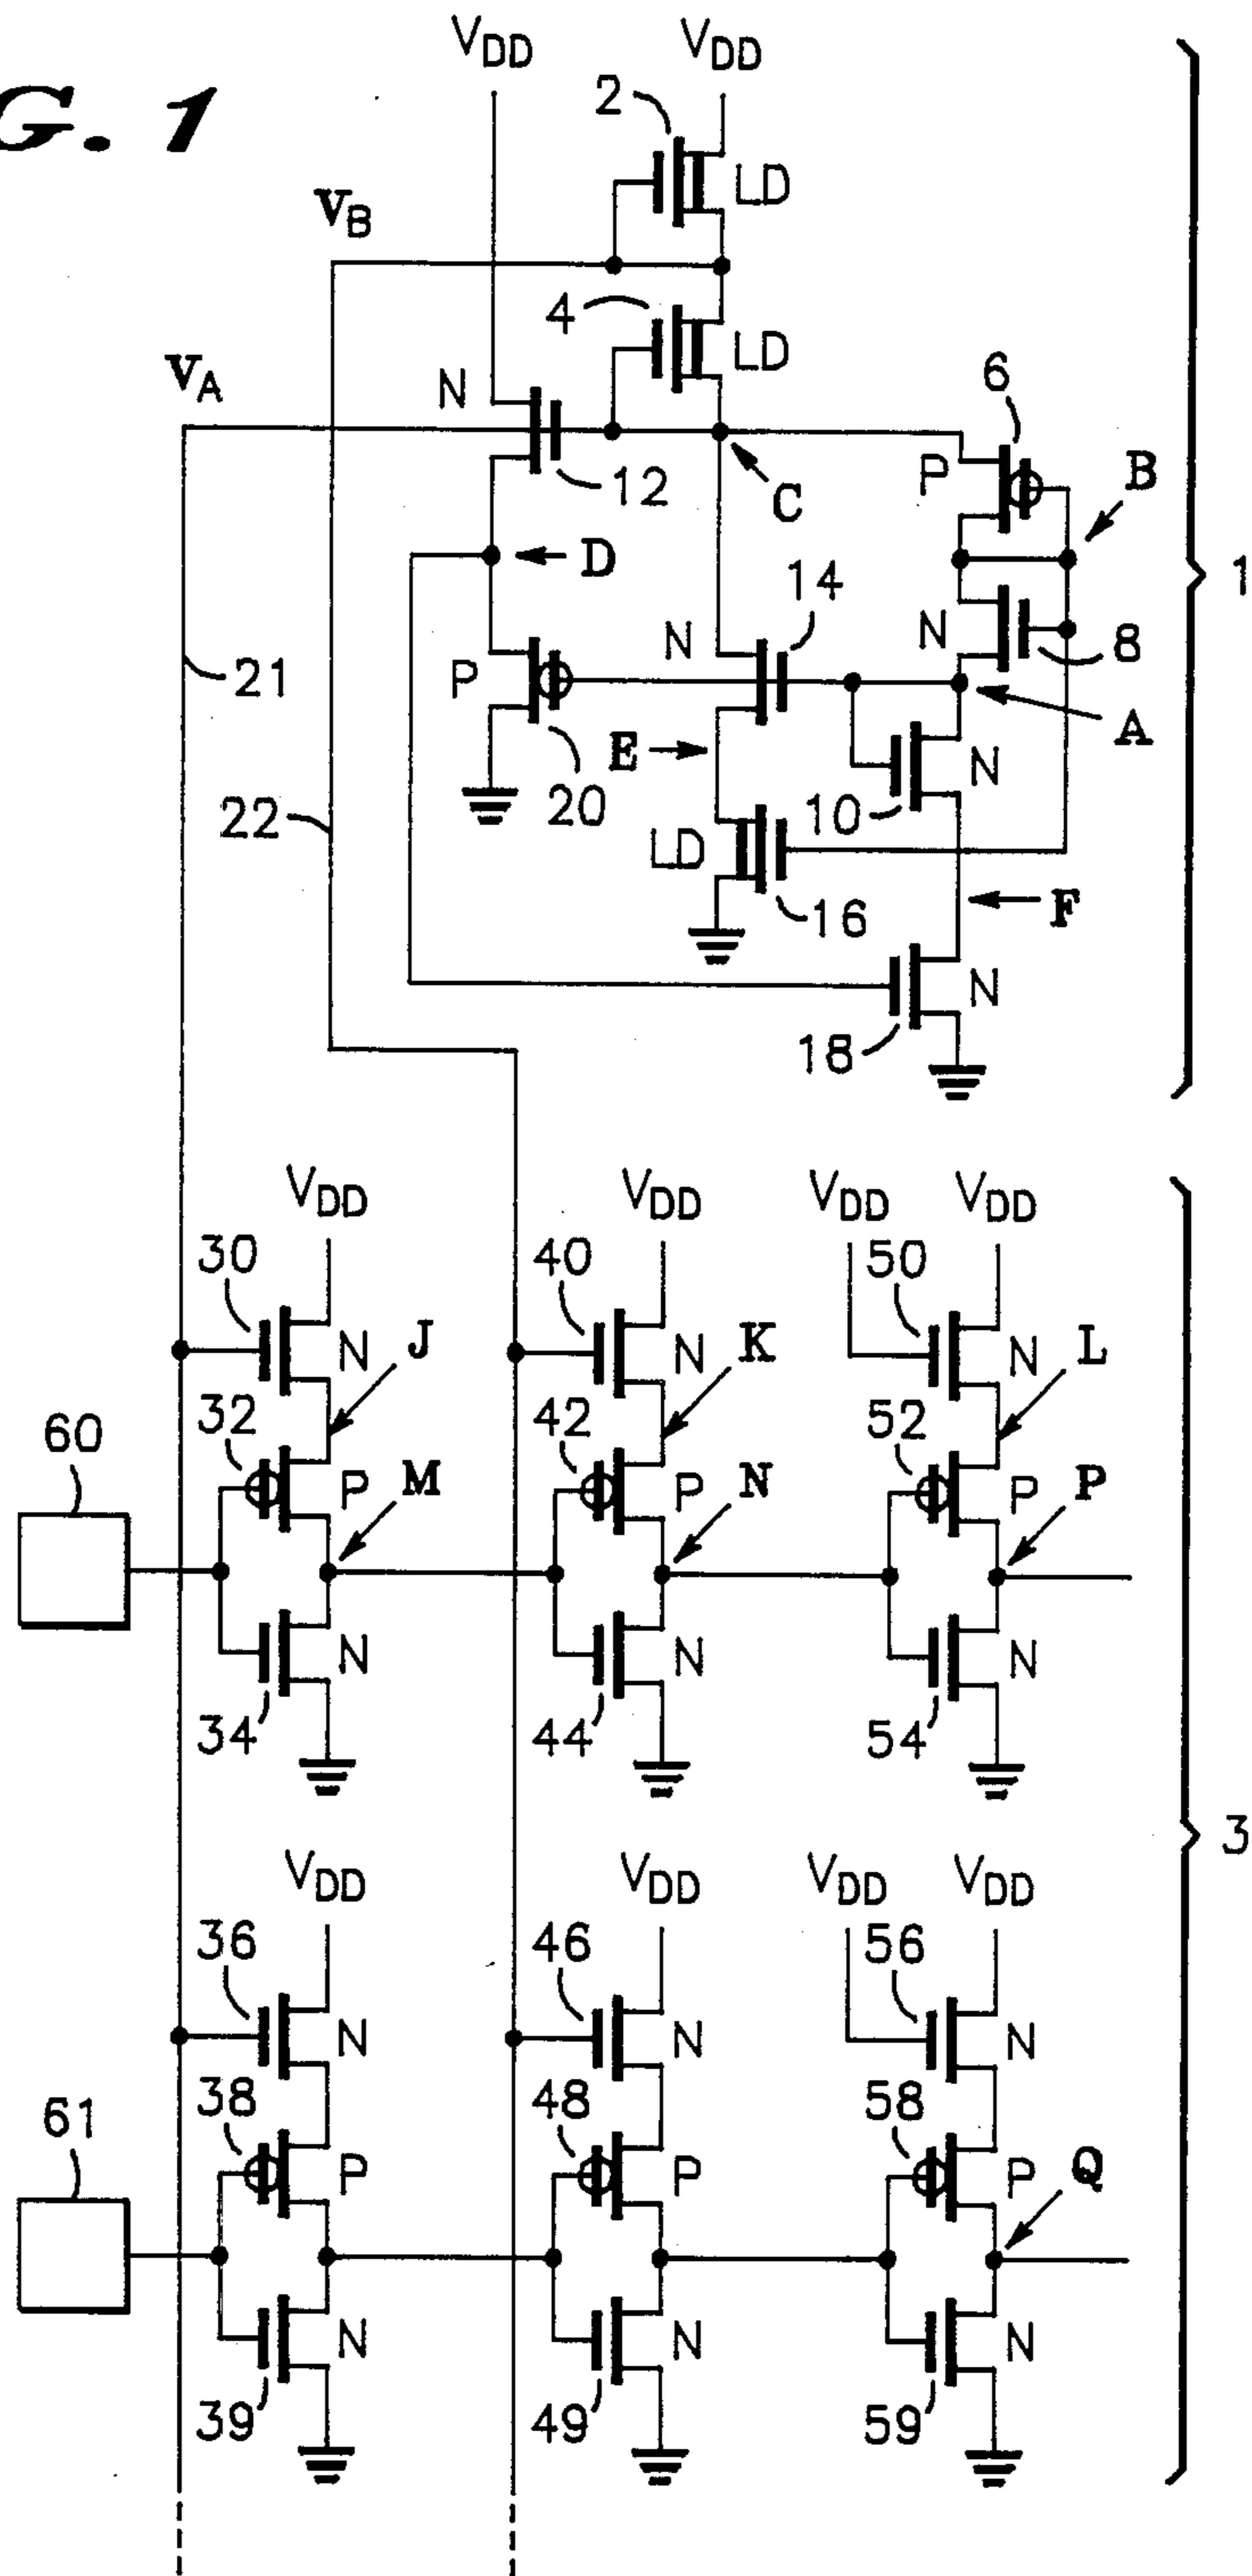 G. 1
VDD VDD
2
LD
VB
4
LD
VA
N
6
P
B
12
C
D
14
N
N
8
21
P
A
E
20
10
N
22
LD
16
F
18
N
1
VDD VDD VDD VDD
30 40 50
N J N K N L
32 42 52
60
P M P N P P
N N N
34 44 54
3
VDD VDD VDD VDD
36 46 56
N N N
38 48 58
61
P P P Q
N N N
39 49 59